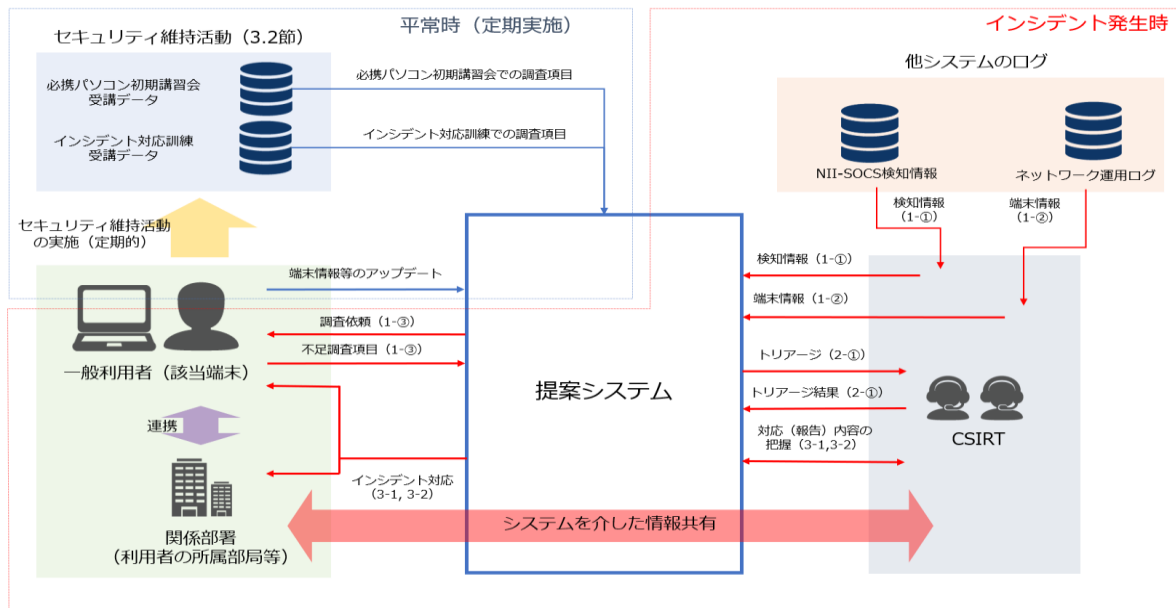 平常時（定期実施）
インシデント発生時
セキュリティ維持活動（3.2節）
必携パソコン初期講習会
受講データ
インシデント対応訓練
受講データ
必携パソコン初期講習会での調査項目
インシデント対応訓練での調査項目
他システムのログ
NII-SOCS検知情報
ネットワーク運用ログ
検知情報
(1-①)
端末情報
(1-②)
セキュリティ維持活動
の実施（定期的）
端末情報等のアップデート
調査依頼（1-③）
不足調査項目（1-③）
一般利用者（該当端末）
連携
関係部署
（利用者の所属部局等）
インシデント対応
(3-1, 3-2)
提案システム
検知情報（1-①）
端末情報（1-②）
トリアージ（2-①）
トリアージ結果（2-①）
対応（報告）内容の
把握（3-1,3-2）
CSIRT
システムを介した情報共有